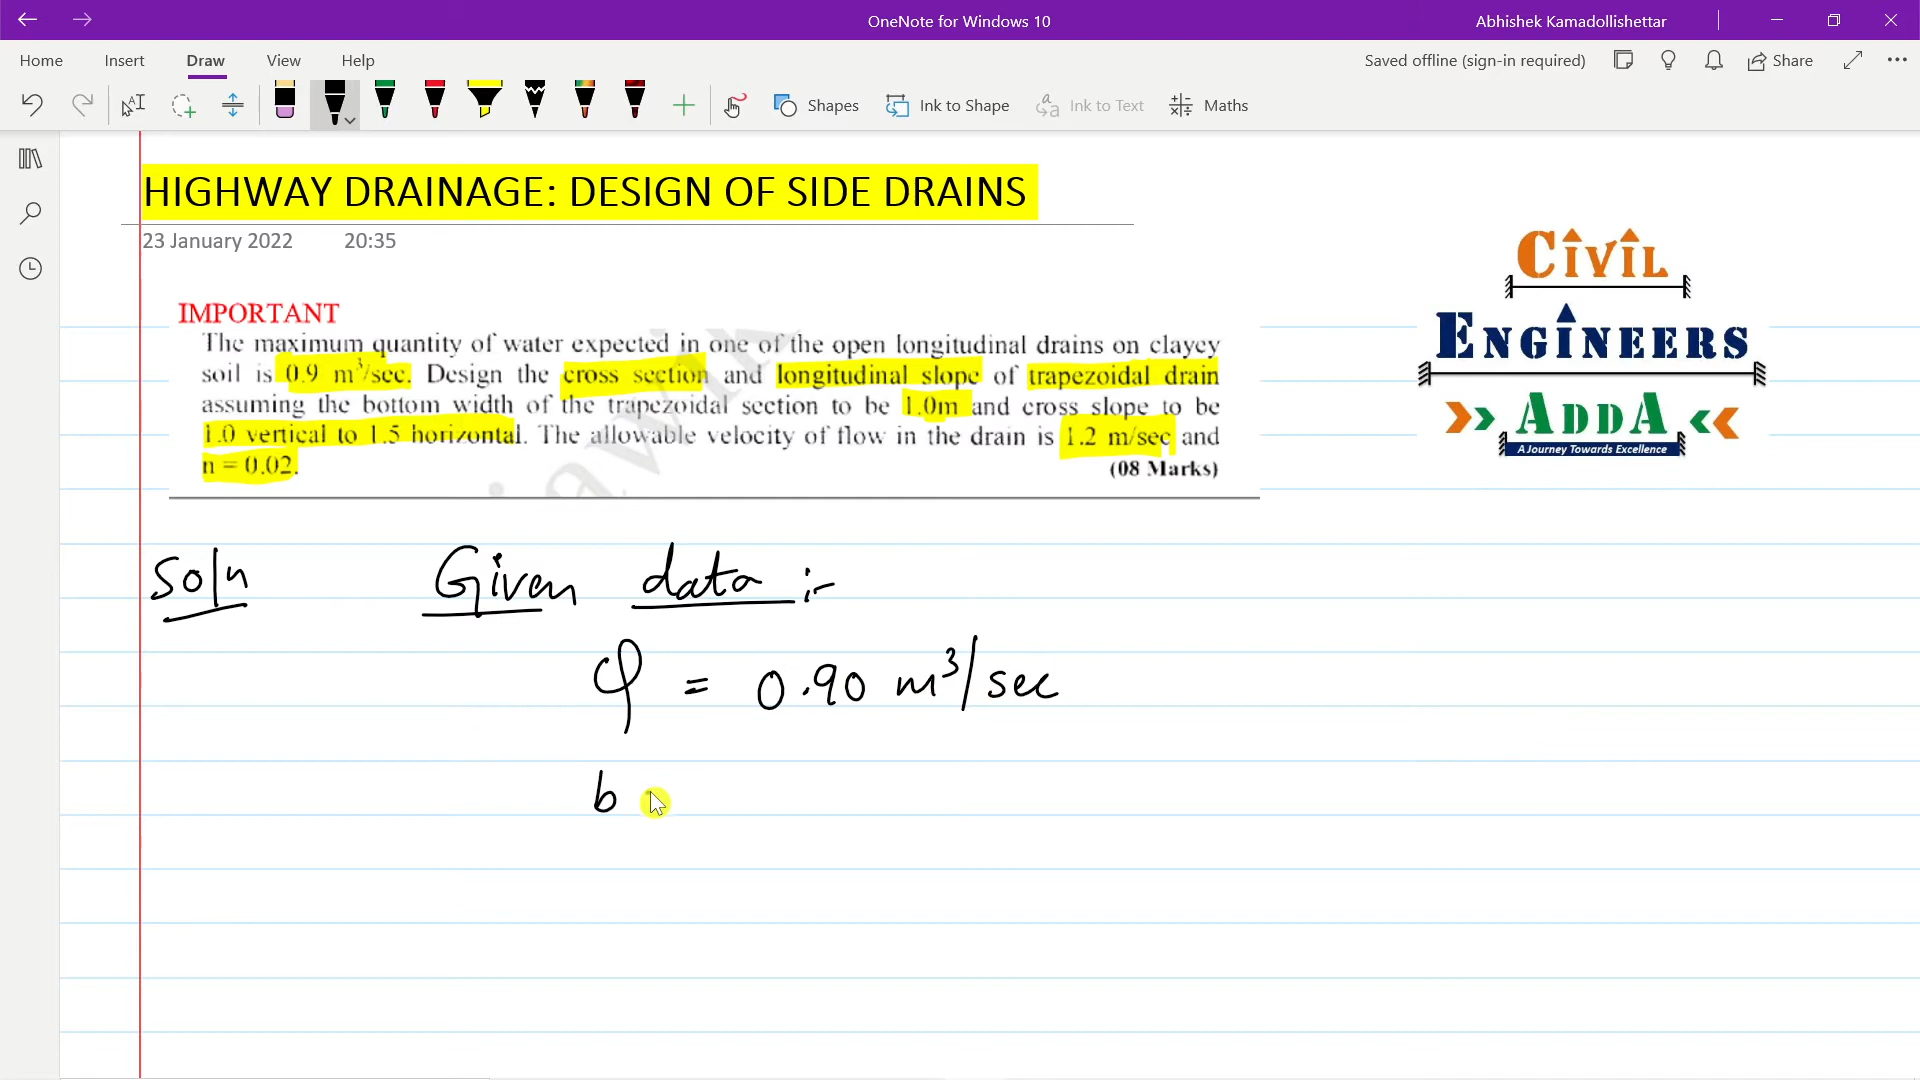 OneNote for Windows 10
Abhishek Kamadollishettar
Home Insert Draw View Help
Saved offline (sign-in required)
Share
Shapes
Ink to Shape
Ink to Text
Maths
HIGHWAY DRAINAGE: DESIGN OF SIDE DRAINS
23 January 2022 20:35
IMPORTANT
The maximum quantity of water expected in one of the open longitudinal drains on clayey
soil is 0.9 m³/sec. Design the cross section and longitudinal slope of trapezoidal drain
assuming the bottom width of the trapezoidal section to be 1.0m and cross slope to be
1.0 vertical to 1.5 horizontal. The allowable velocity of flow in the drain is 1.2 m/sec and
n = 0.02.
(08 Marks)
CIVIL
ENGINEERS
ADDA
A Journey Towards Excellence
Soln Given data :-
Q = 0.90 m³/sec
b